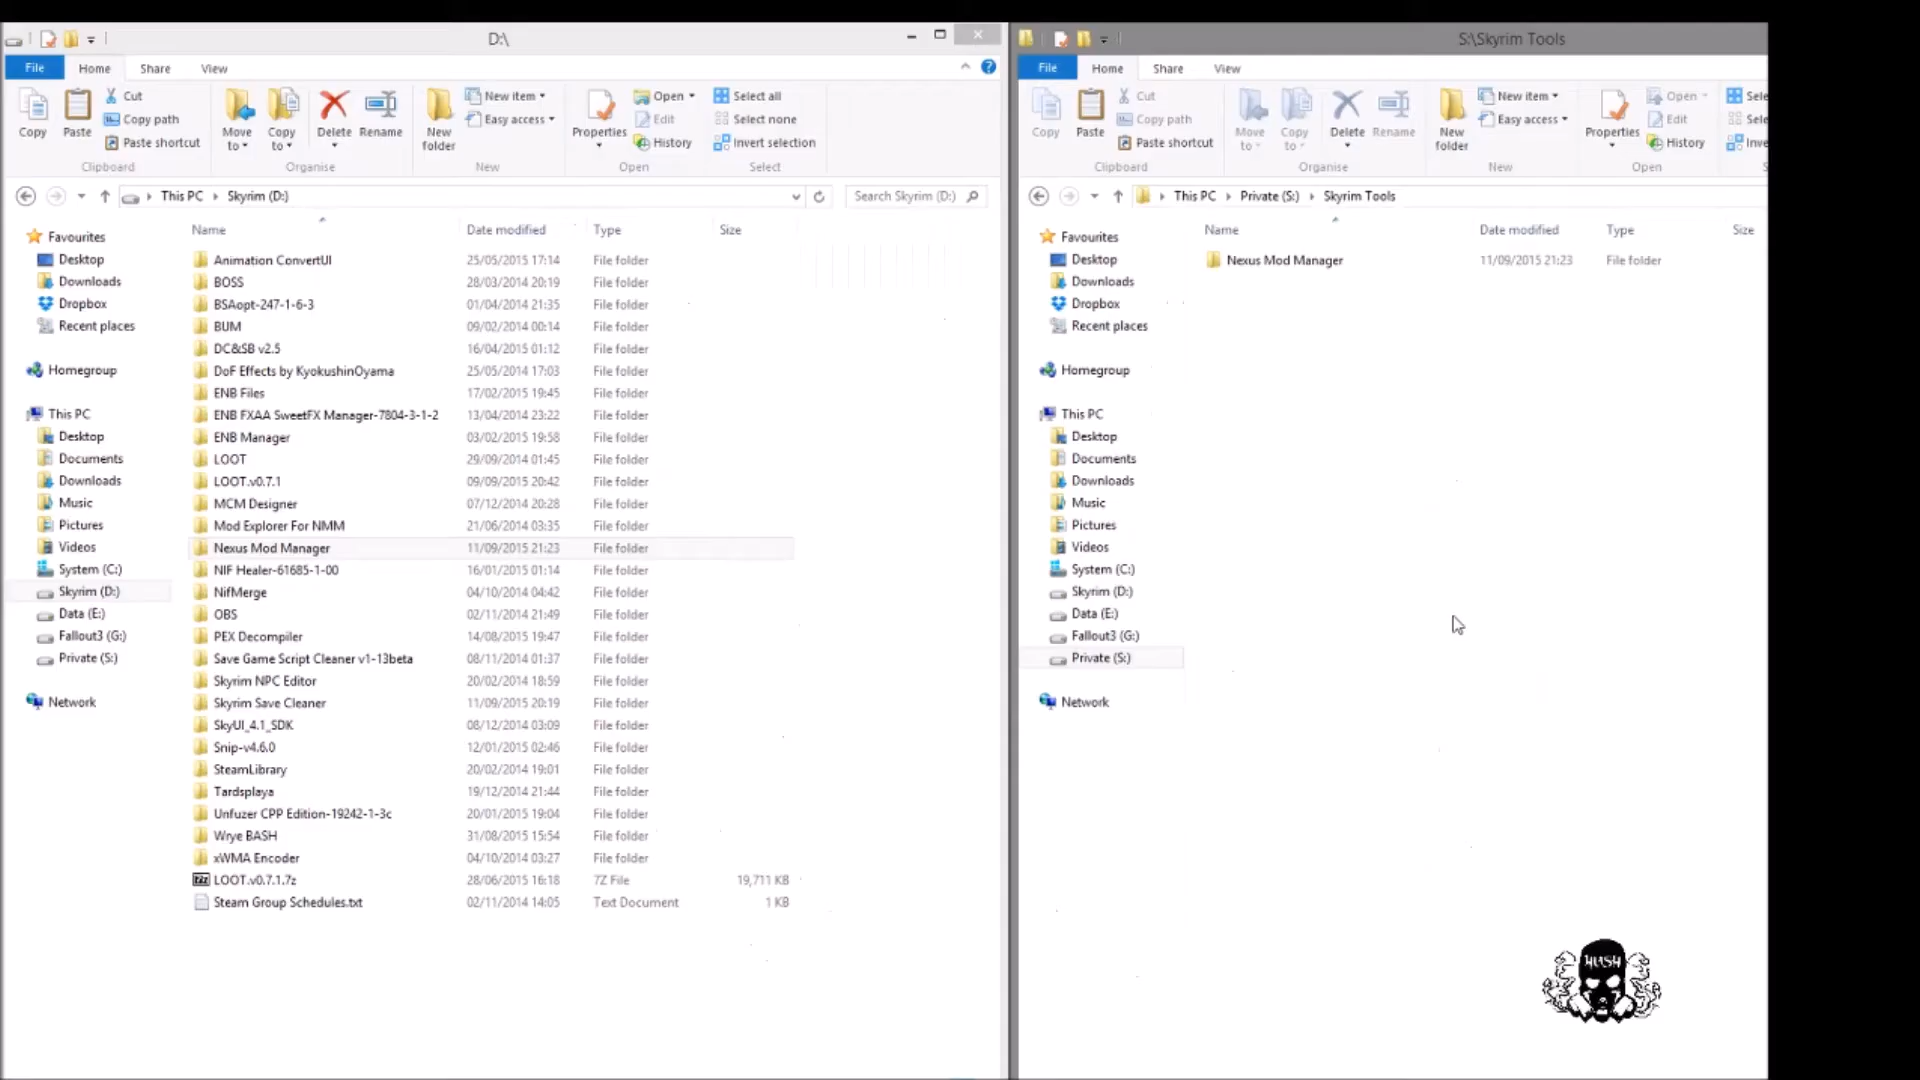 D:\
File Home Share View
Copy
Paste
Cut
Copy path
Paste shortcut
Clipboard
Move to
Copy to
Delete
Rename
Organise
New folder
New item
Easy access
New
Properties
Open
Edit
History
Open
Select all
Select none
Invert selection
Select
This PC Skyrim (D:)
Search Skyrim (D:)
Favourites
Desktop
Downloads
Dropbox
Recent places
Homegroup
This PC
Desktop
Documents
Downloads
Music
Pictures
Videos
System (C:)
Skyrim (D:)
Data (E:)
Fallout3 (G:)
Private (S:)
Network
Name Date modified Type Size
Animation ConvertUI 25/05/2015 17:14 File folder
BOSS 28/03/2014 20:19 File folder
BSAopt-247-1-6-3 01/04/2014 21:35 File folder
BUM 09/02/2014 00:14 File folder
DC&SB v2.5 16/04/2015 01:12 File folder
DoF Effects by KyokushinOyama 25/05/2014 17:03 File folder
ENB Files 17/02/2015 19:45 File folder
ENB FXAA SweetFX Manager-7804-3-1-2 13/04/2014 23:22 File folder
ENB Manager 03/02/2015 19:58 File folder
LOOT 29/09/2014 01:45 File folder
LOOT.v0.7.1 09/09/2015 20:42 File folder
MCM Designer 07/12/2014 20:28 File folder
Mod Explorer For NMM 21/06/2014 03:35 File folder
Nexus Mod Manager 11/09/2015 21:23 File folder
NIF Healer-61685-1-00 16/01/2015 01:14 File folder
NifMerge 04/10/2014 04:42 File folder
OBS 02/11/2014 21:49 File folder
PEX Decompiler 14/08/2015 19:47 File folder
Save Game Script Cleaner v1-13beta 08/11/2014 01:37 File folder
Skyrim NPC Editor 20/02/2014 18:59 File folder
Skyrim Save Cleaner 11/09/2015 20:19 File folder
SkyUI_4.1_SDK 08/12/2014 03:09 File folder
Snip-v4.6.0 12/01/2015 02:46 File folder
SteamLibrary 20/02/2014 19:01 File folder
Tardsplaya 19/12/2014 21:44 File folder
Unfuzer CPP Edition-19242-1-3c 20/01/2015 19:04 File folder
Wrye BASH 31/08/2015 15:54 File folder
xWMA Encoder 04/10/2014 03:27 File folder
LOOT.v0.7.1.7z 28/06/2015 16:18 7Z File 19,711 KB
Steam Group Schedules.txt 02/11/2014 14:05 Text Document 1 KB
S:\Skyrim Tools
File Home Share View
Copy
Paste
Cut
Copy path
Paste shortcut
Clipboard
Move to
Copy to
Delete
Rename
Organise
New folder
New item
Easy access
New
Properties
Open
Edit
History
Open
Sele
Sele
Inve
S
This PC Private (S:) Skyrim Tools
Favourites
Desktop
Downloads
Dropbox
Recent places
Homegroup
This PC
Desktop
Documents
Downloads
Music
Pictures
Videos
System (C:)
Skyrim (D:)
Data (E:)
Fallout3 (G:)
Private (S:)
Network
Name Date modified Type Size
Nexus Mod Manager 11/09/2015 21:23 File folder
HUSH